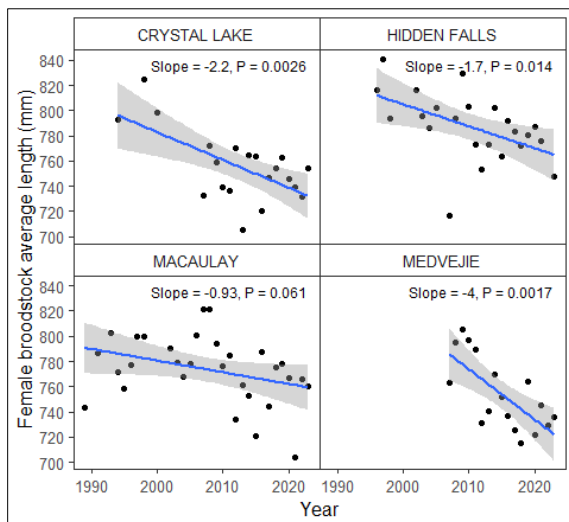 CRYSTAL LAKE
HIDDEN FALLS
Slope = -2.2, P = 0.0026
Slope = -1.7, P = 0.014
840
820
800
780
760
740
720
700
MACAULAY
MEDVEJIE
Slope = -0.93, P = 0.061
Slope = -4, P = 0.0017
840
820
800
780
760
740
720
700
Female broodstock average length (mm)
1990
2000
2010
2020
1990
2000
2010
2020
Year